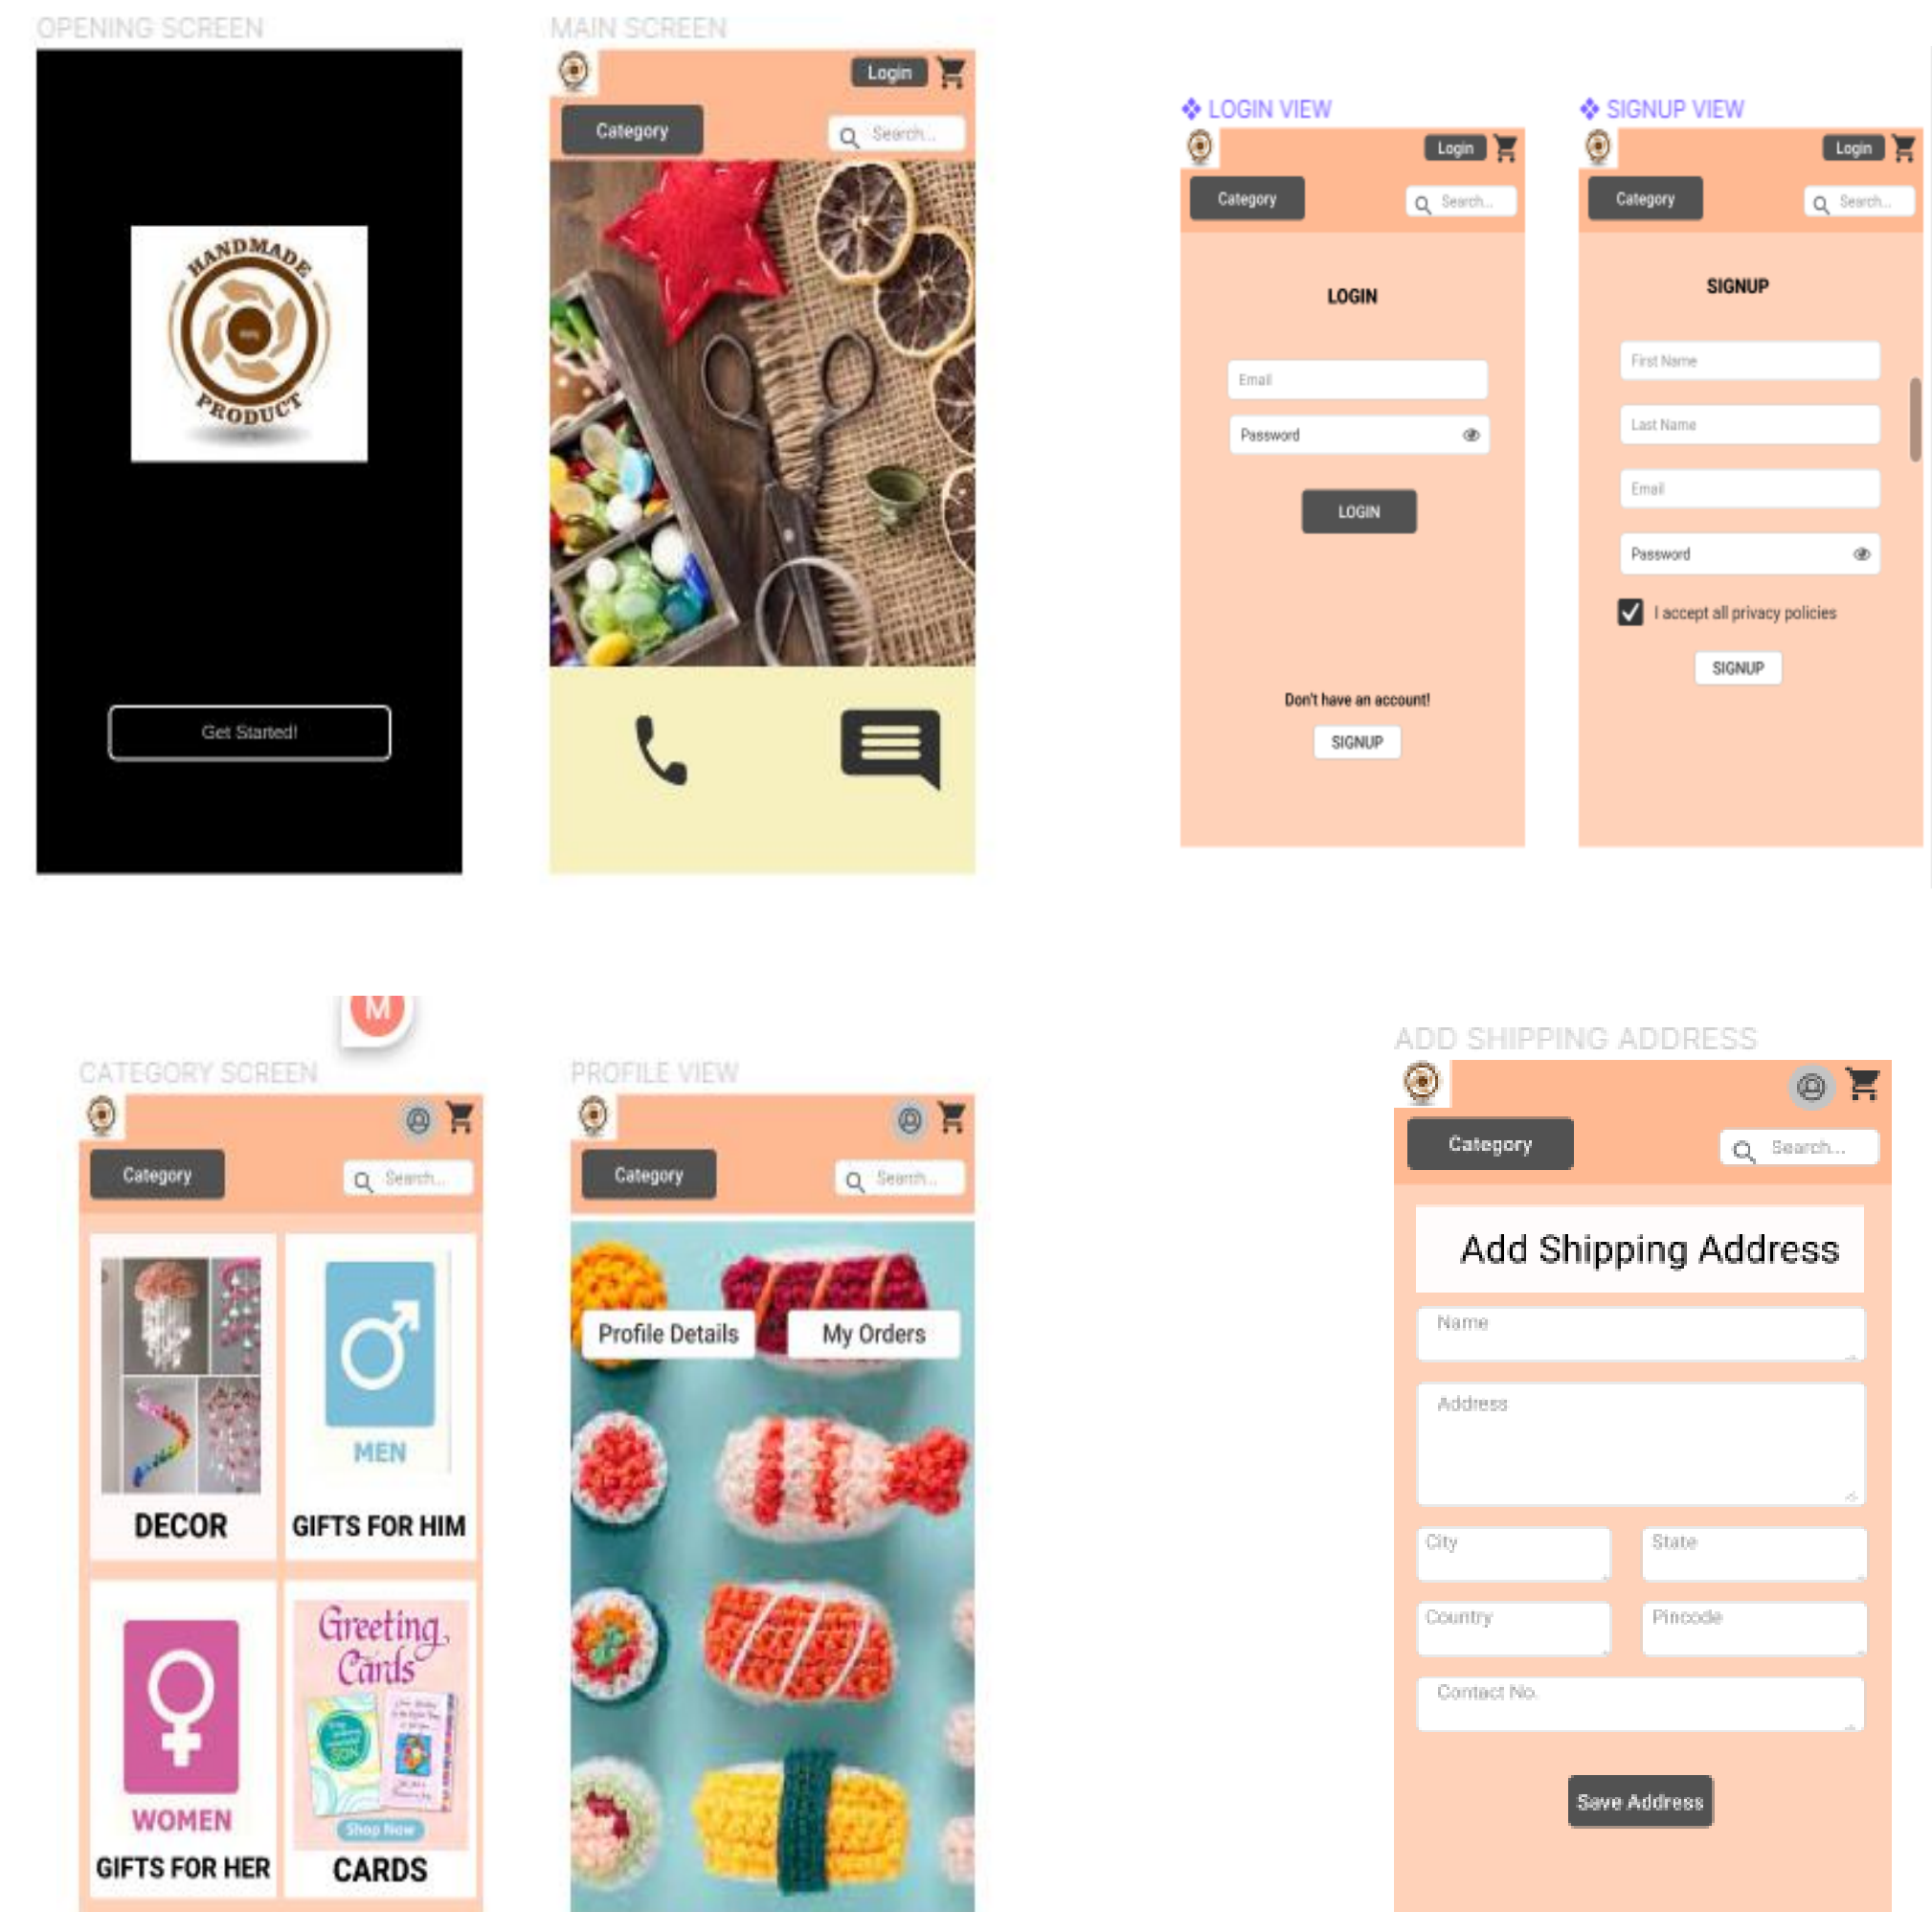 OPENING SCREEN
HANDMADE
PRODUCT
Get Started!
MAIN SCREEN
Login
Category
Search...
LOGIN VIEW
Login
Category
Search...
LOGIN
Email
Password
LOGIN
Don't have an account!
SIGNUP
SIGNUP VIEW
Login
Category
Search...
SIGNUP
First Name
Last Name
Email
Password
I accept all privacy policies
SIGNUP
M
CATEGORY SCREEN
Category
Search...
MEN
DECOR
GIFTS FOR HIM
WOMEN
GIFTS FOR HER
Greeting
Cards
SON
Shop Now
CARDS
PROFILE VIEW
Category
Search...
Profile Details
My Orders
ADD SHIPPING ADDRESS
Category
Search...
Add Shipping Address
Name
Address
City
State
Country
Pincode
Contact No.
Save Address